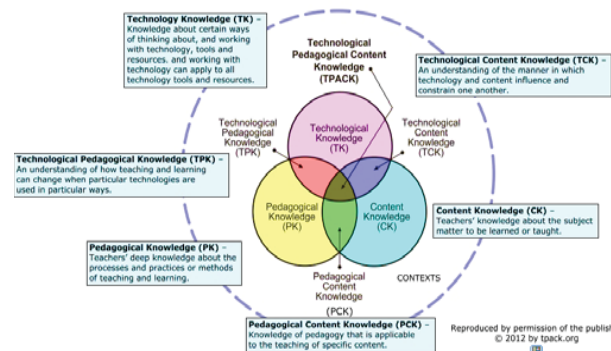 Technology Knowledge (TK) –
Knowledge about certain ways
of thinking about, and working
with technology, tools and
resources. and working with
technology can apply to all
technology tools and resources.
Technological
Pedagogical Content
Knowledge
(TPACK)
Technological Content Knowledge (TCK) –
An understanding of the manner in which
technology and content influence and
constrain one another.
Technological
Pedagogical
Knowledge
(TPK)
Technological
Knowledge
(TK)
Technological
Content
Knowledge
(TCK)
Technological Pedagogical Knowledge (TPK) –
An understanding of how teaching and learning
can change when particular technologies are
used in particular ways.
Pedagogical
Knowledge
(PK)
Content
Knowledge
(CK)
Content Knowledge (CK) –
Teachers' knowledge about the subject
matter to be learned or taught.
Pedagogical Knowledge (PK) –
Teachers' deep knowledge about the
processes and practices or methods
of teaching and learning.
Pedagogical
Content
Knowledge
(PCK)
CONTEXTS
Pedagogical Content Knowledge (PCK) –
Knowledge of pedagogy that is applicable
to the teaching of specific content.
Reproduced by permission of the publis
© 2012 by tpack.org